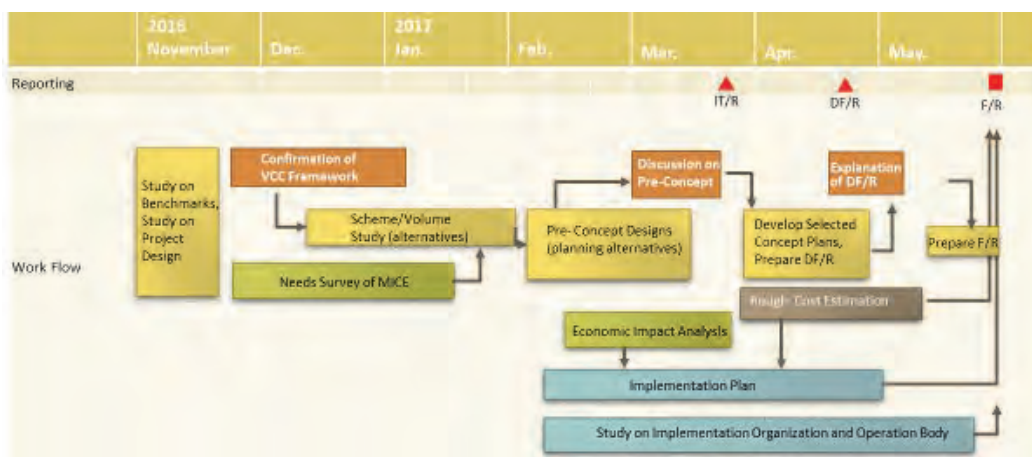 2016
November
Dec.
2017
Jan.
Feb.
Mar.
Apr.
May.
Reporting
IT/R
DF/R
F/R
Confirmation of
VCC Framework
Discussion on
Pre-Concept
Explanation
of DF/R
Study on
Benchmarks,
Study on
Project
Design
Scheme/Volume
Study (alternatives)
Pre-Concept Designs
(planning alternatives)
Develop Selected
Concept Plans,
Prepare DF/R
Prepare F/R
Work Flow
Needs Survey of MICE
Rough Cost Estimation
Economic Impact Analysis
Implementation Plan
Study on Implementation Organization and Operation Body